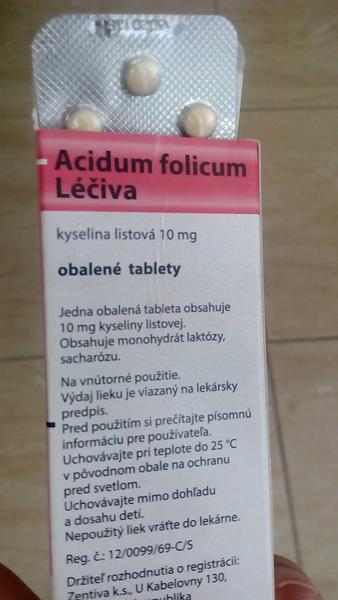 Acidum folicum
Léčiva
kyselina listová 10 mg
obalené tablety
Jedna obalená tableta obsahuje
10 mg kyseliny listovej.
Obsahuje monohydrát laktózy,
sacharózu.
Na vnútorné použitie.
Výdaj lieku je viazaný na lekársky
predpis.
Pred použitím si prečítajte písomnú
informáciu pre používateľa.
Uchovávajte pri teplote do 25 °C
v pôvodnom obale na ochranu
pred svetlom.
Uchovávajte mimo dohľadu
a dosahu detí.
Nepoužitý liek vráťte do lekárne.
Reg. č.: 12/0099/69-C/S
Držiteľ rozhodnutia o registrácii:
Zentiva k.s., U Kabelovny 130,